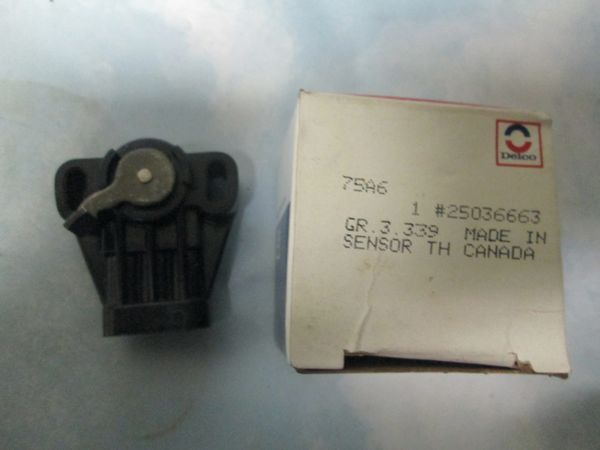 Delco
75A6
1 #25036663
GR.3.339 MADE IN
SENSOR TH CANADA